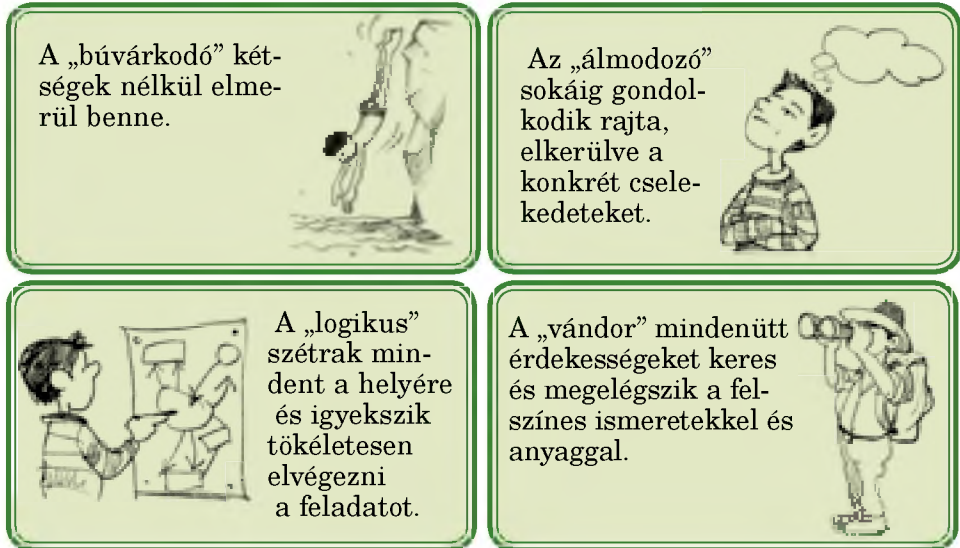 A „búvárkodó” két-
ségek nélkül elme-
rül benne.
Az „álmodozó”
sokáig gondol-
kodik rajta,
elkerülve a
konkrét csele-
kedeteket.
A „logikus”
szétrak min-
dent a helyére
és igyekszik
tökéletesen
elvégezni
a feladatot.
A „vándor” mindenütt
érdekességeket keres
és megelégszik a fel-
színes ismeretekkel és
anyaggal.